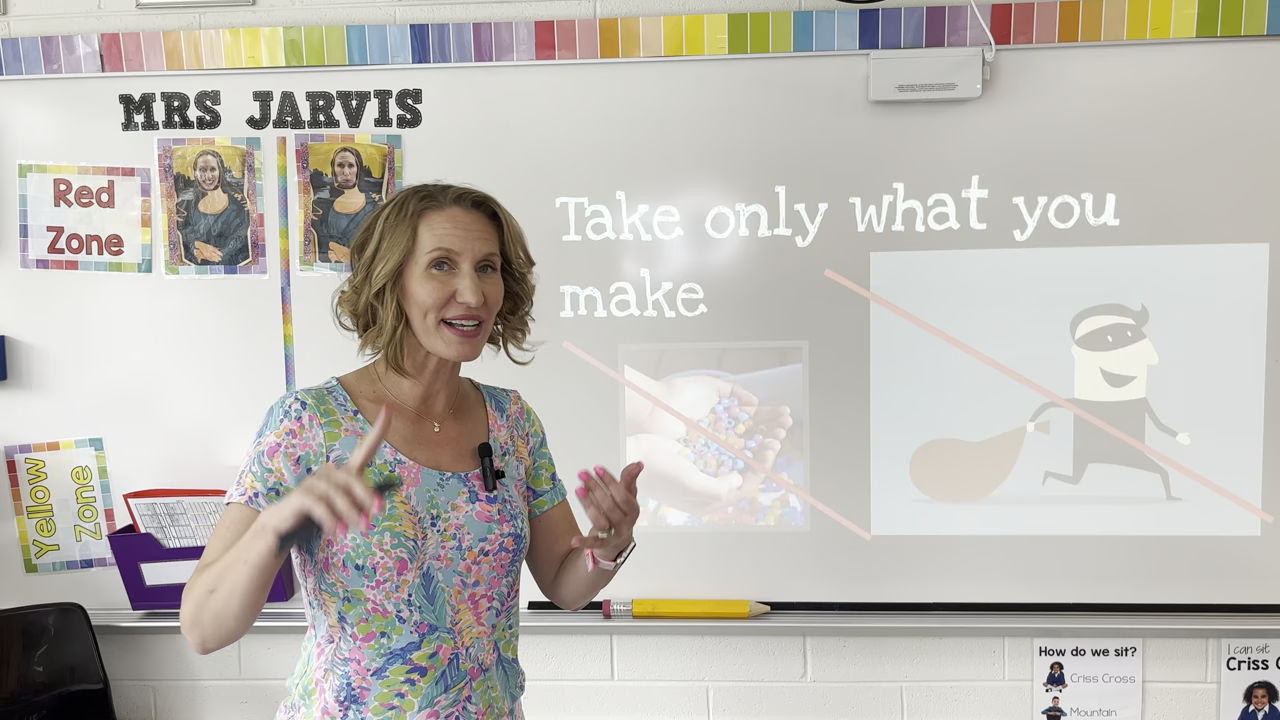 MRS JARVIS
Red
Zone
Take only what you
make
Yellow
Zone
How do we sit?
Criss Cross
Mountain
I can sit
Criss C